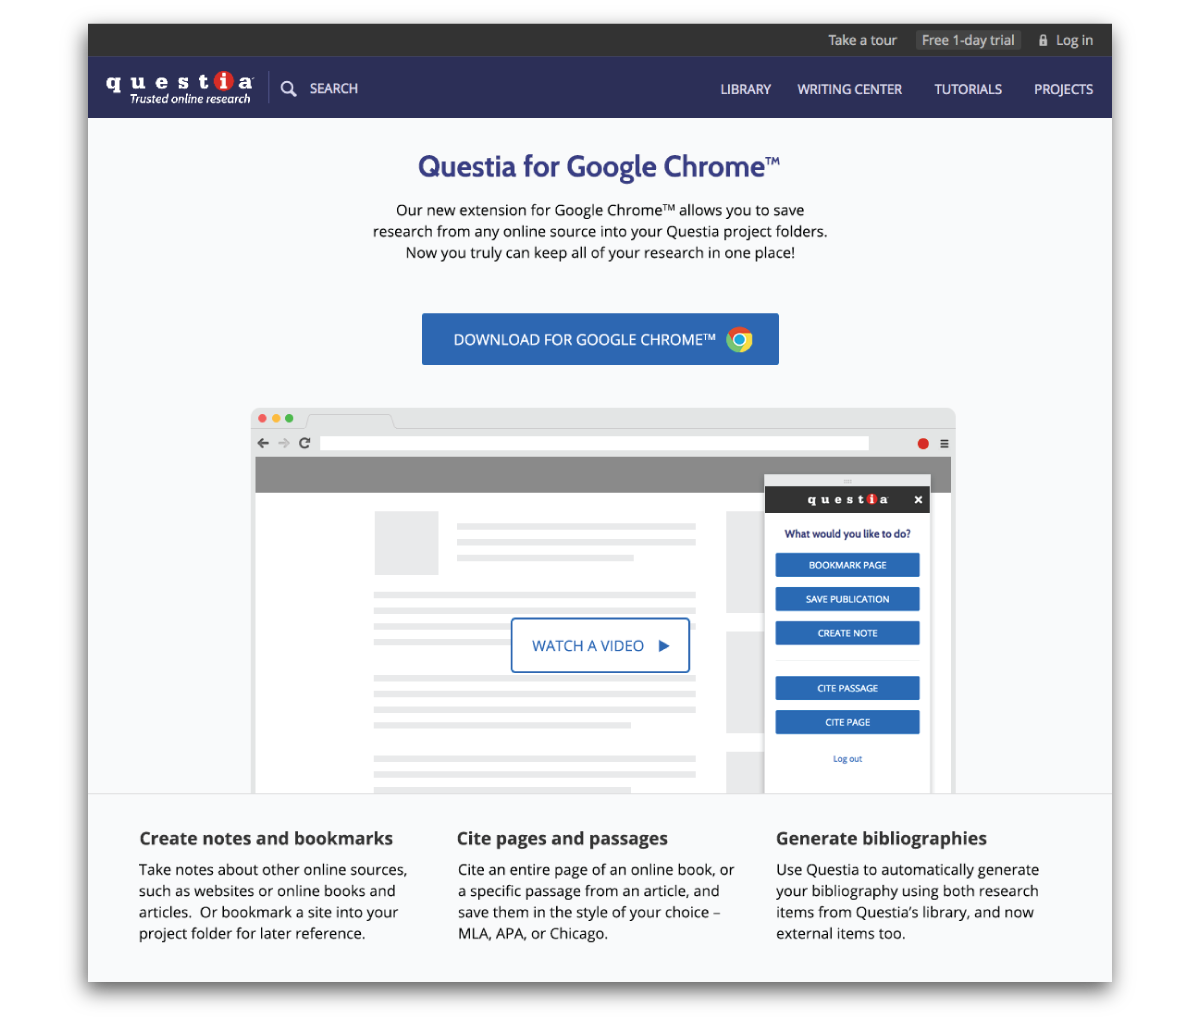 Take a tour Free 1-day trial Log in
questia
Trusted online research
SEARCH
LIBRARY WRITING CENTER TUTORIALS PROJECTS
Questia for Google Chrome™
Our new extension for Google Chrome™ allows you to save
research from any online source into your Questia project folders.
Now you truly can keep all of your research in one place!
DOWNLOAD FOR GOOGLE CHROME™
questia
What would you like to do?
BOOKMARK PAGE
SAVE PUBLICATION
CREATE NOTE
WATCH A VIDEO
CITE PASSAGE
CITE PAGE
Log out
Create notes and bookmarks
Take notes about other online sources,
such as websites or online books and
articles.  Or bookmark a site into your
project folder for later reference.
Cite pages and passages
Cite an entire page of an online book, or
a specific passage from an article, and
save them in the style of your choice –
MLA, APA, or Chicago.
Generate bibliographies
Use Questia to automatically generate
your bibliography using both research
items from Questia’s library, and now
external items too.